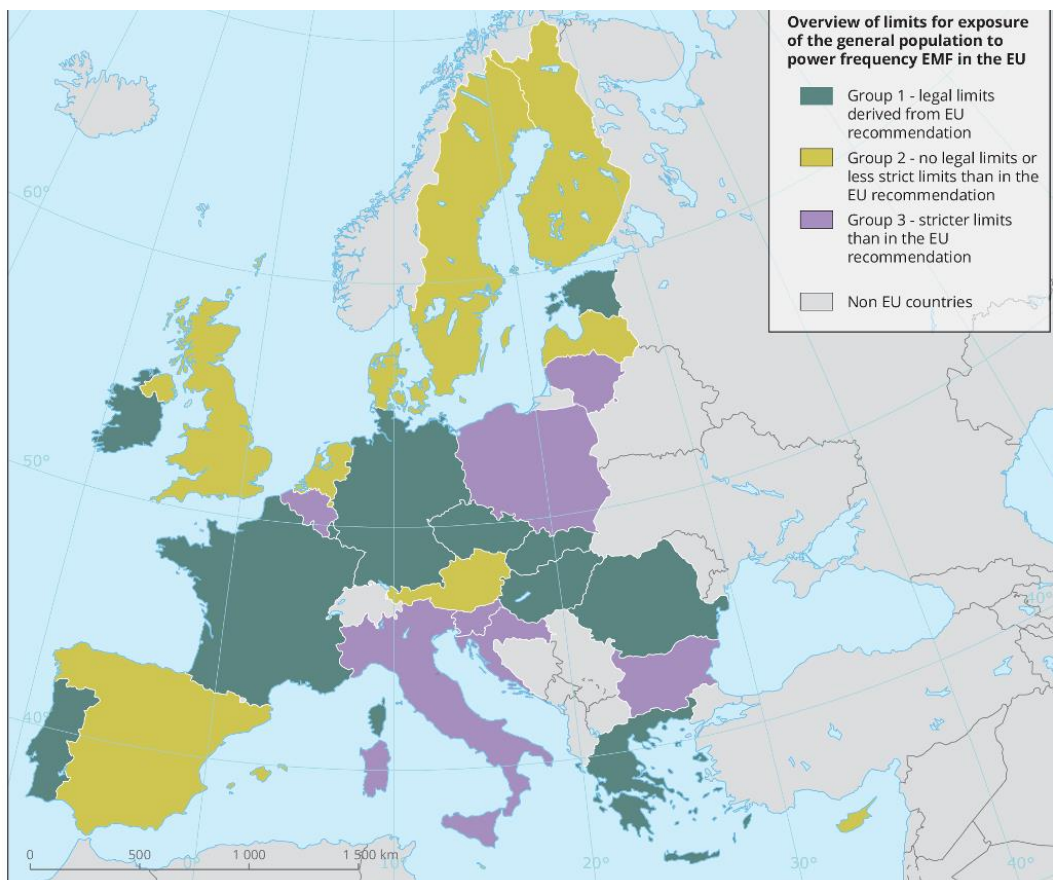 Overview of limits for exposure
of the general population to
power frequency EMF in the EU
Group 1 - legal limits
derived from EU
recommendation
Group 2 - no legal limits or
less strict limits than in the
EU recommendation
Group 3 - stricter limits
than in the EU
recommendation
Non EU countries
60°
50°
40°
40°
0 500 1 000 1 500 km
0° 10° 20° 30° 40°